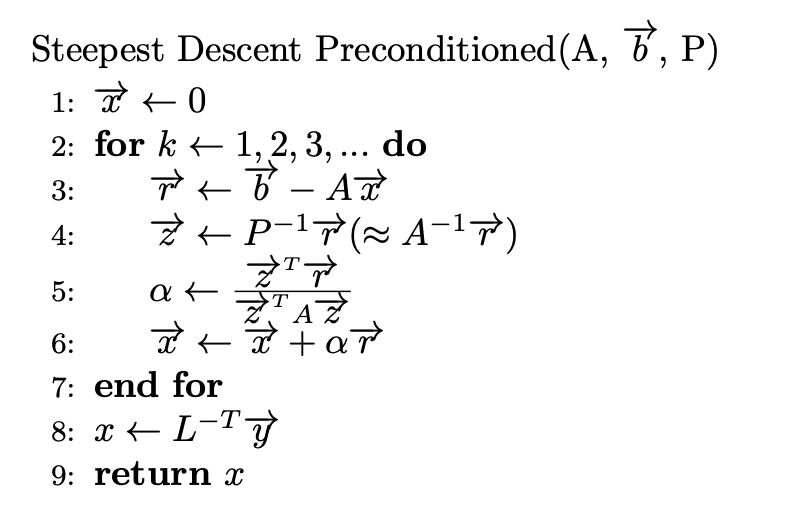 Steepest Descent Preconditioned(A, $\overrightarrow{b}$, P)
1: $\overrightarrow{x} \leftarrow 0$
2: for $k \leftarrow 1, 2, 3, ...$ do
3: $\overrightarrow{r} \leftarrow \overrightarrow{b} - A\overrightarrow{x}$
4: $\overrightarrow{z} \leftarrow P^{-1}\overrightarrow{r}(\approx A^{-1}\overrightarrow{r})$
5: $\alpha \leftarrow \frac{\overrightarrow{z}^T\overrightarrow{r}}{\overrightarrow{z}^T A\overrightarrow{z}}$
6: $\overrightarrow{x} \leftarrow \overrightarrow{x} + \alpha\overrightarrow{r}$
7: end for
8: $x \leftarrow L^{-T}\overrightarrow{y}$
9: return $x$